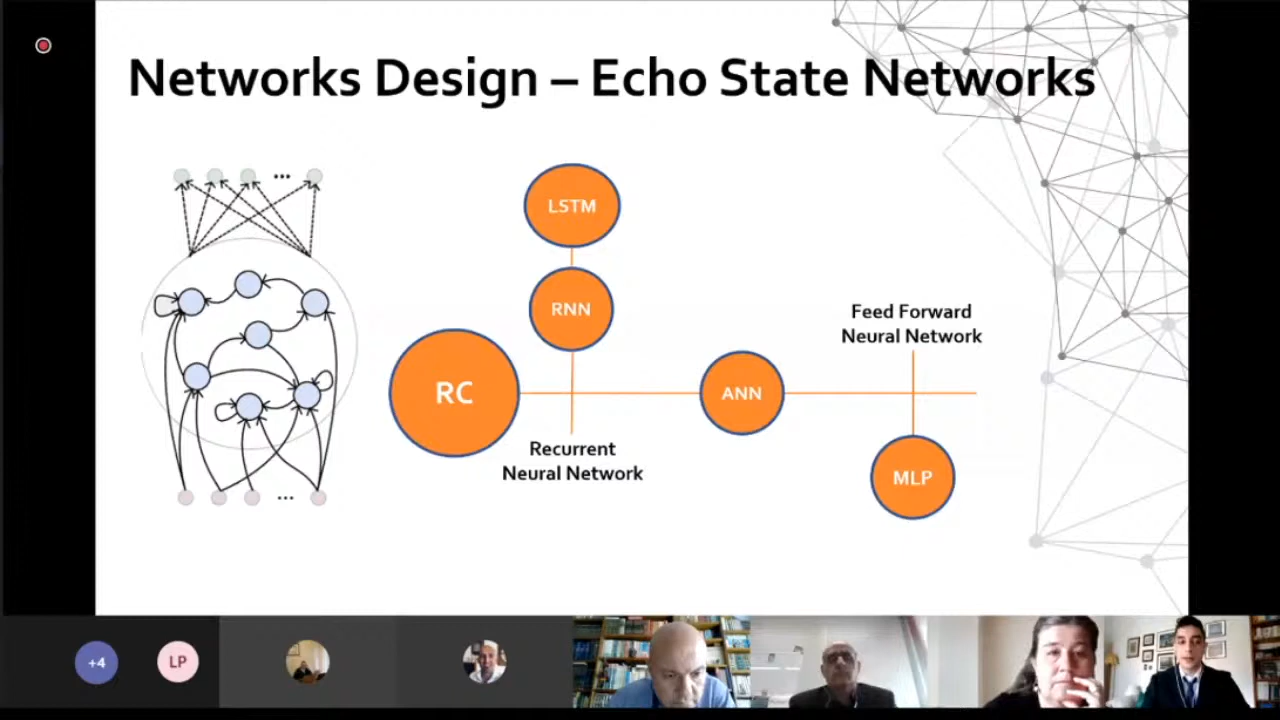 Networks Design – Echo State Networks
LSTM
RNN
Feed Forward
Neural Network
RC
ANN
Recurrent
Neural Network
MLP
+4
LP